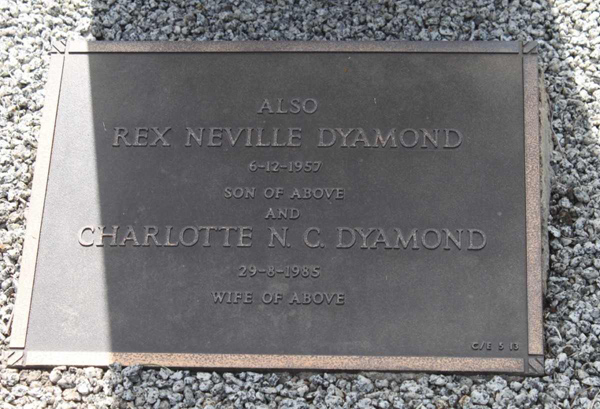 ALSO
REX NEVILLE DYAMOND
6-12-1957
SON OF ABOVE
AND
CHARLOTTE N. C. DYAMOND
29-8-1985
WIFE OF ABOVE
C/E 5 13